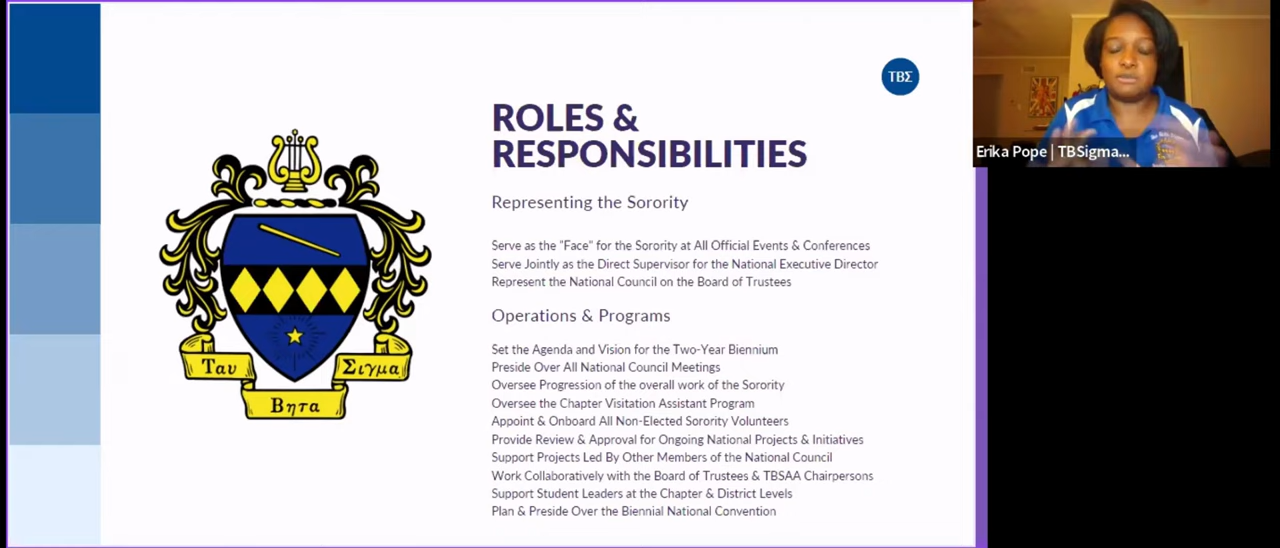 ΤΒΣ
ROLES &
RESPONSIBILITIES
Representing the Sorority
Serve as the "Face" for the Sorority at All Official Events & Conferences
Serve Jointly as the Direct Supervisor for the National Executive Director
Represent the National Council on the Board of Trustees
Operations & Programs
Set the Agenda and Vision for the Two-Year Biennium
Preside Over All National Council Meetings
Oversee Progression of the overall work of the Sorority
Oversee the Chapter Visitation Assistant Program
Appoint & Onboard All Non-Elected Sorority Volunteers
Provide Review & Approval for Ongoing National Projects & Initiatives
Support Projects Led By Other Members of the National Council
Work Collaboratively with the Board of Trustees & TBSAA Chairpersons
Support Student Leaders at the Chapter & District Levels
Plan & Preside Over the Biennial National Convention
Ταυ
Βητα
Σιγμα
Erika Pope | TBSigma...